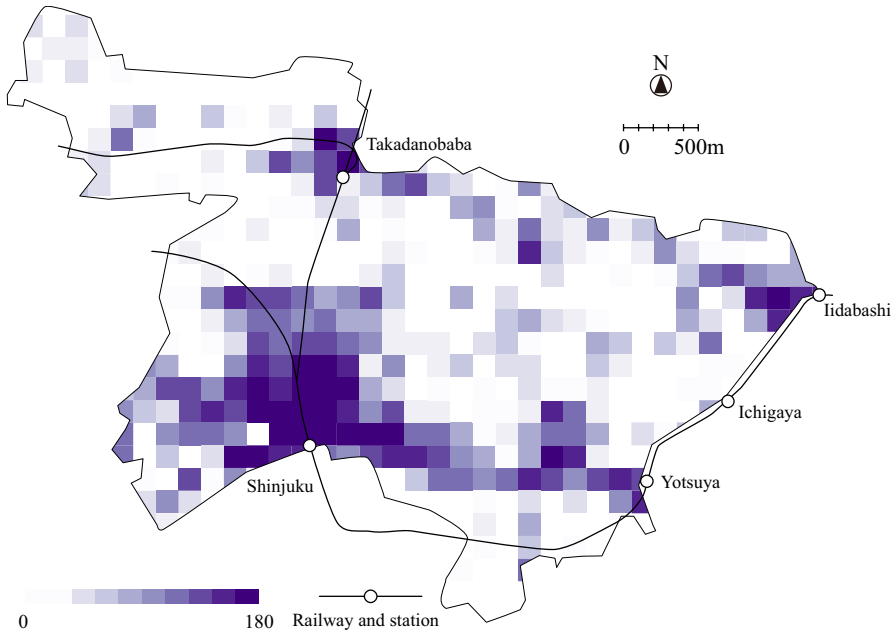 N
0 500m
Takadanobaba
Iidabashi
Ichigaya
Yotsuya
Shinjuku
0 180
Railway and station